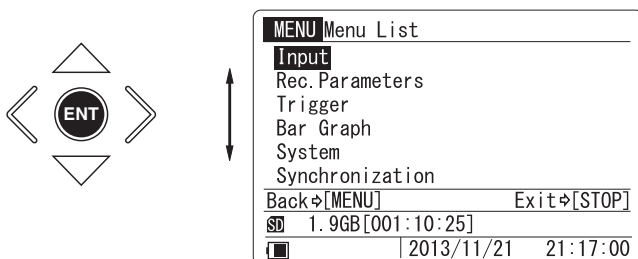 ENT
MENU Menu List
Input
Rec.Parameters
Trigger
Bar Graph
System
Synchronization
Back⇨[MENU] Exit⇨[STOP]
SD 1.9GB[001:10:25]
2013/11/21 21:17:00